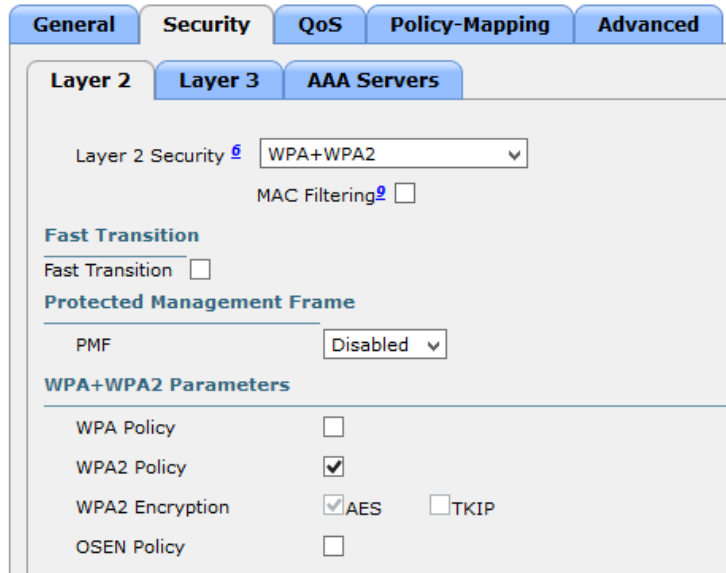 General Security QoS Policy-Mapping Advanced
Layer 2 Layer 3 AAA Servers
Layer 2 Security 6 WPA+WPA2
MAC Filtering9
Fast Transition
Fast Transition
Protected Management Frame
PMF Disabled
WPA+WPA2 Parameters
WPA Policy
WPA2 Policy
WPA2 Encryption AES TKIP
OSEN Policy